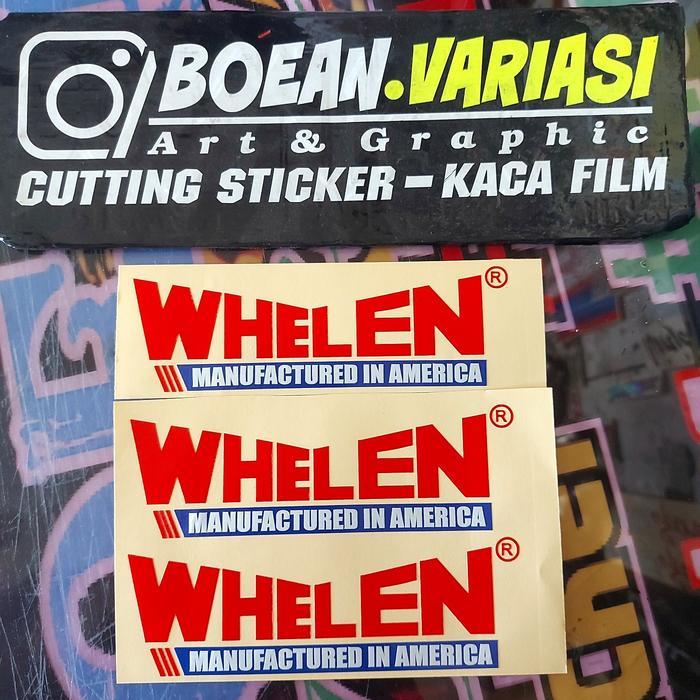 BOEAN.VARIASI
Art & Graphic
CUTTING STICKER - KACA FILM
WHELEN®
MANUFACTURED IN AMERICA
WHELEN®
MANUFACTURED IN AMERICA
WHELEN®
MANUFACTURED IN AMERICA